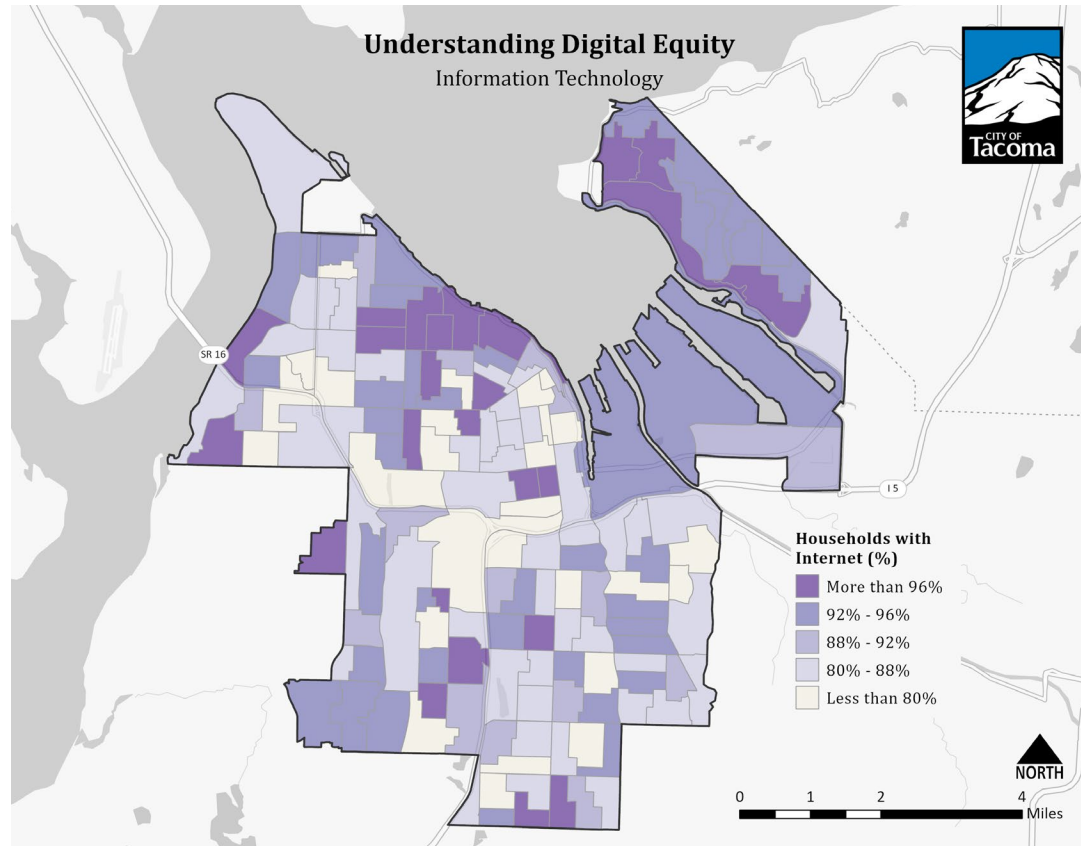 Understanding Digital Equity
Information Technology
CITY OF
Tacoma
SR 16
I 5
Households with
Internet (%)
More than 96%
92% - 96%
88% - 92%
80% - 88%
Less than 80%
NORTH
0 1 2 4
Miles